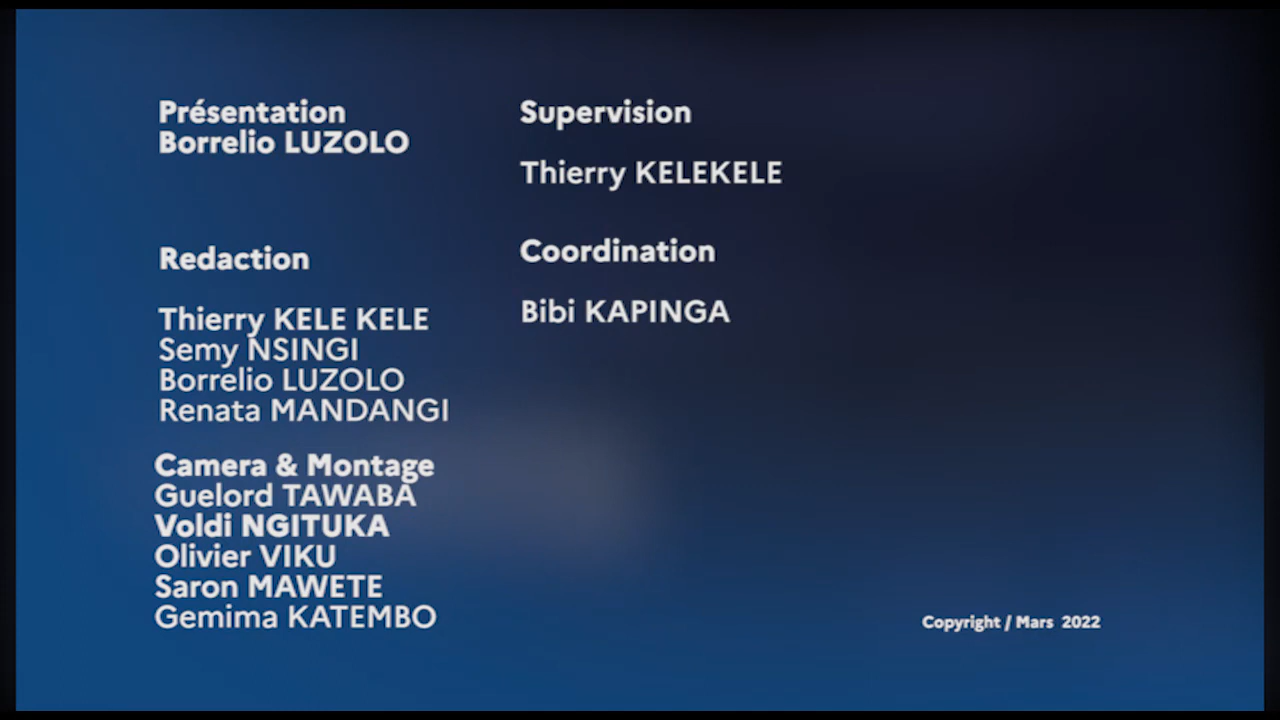 Présentation
Borrelio LUZOLO
Redaction
Thierry KELE KELE
Semy NSINGI
Borrelio LUZOLO
Renata MANDANGI
Camera & Montage
Guelord TAWABA
Voldi NGITUKA
Olivier VIKU
Saron MAWETE
Gemima KATEMBO
Supervision
Thierry KELEKELE
Coordination
Bibi KAPINGA
Copyright / Mars 2022